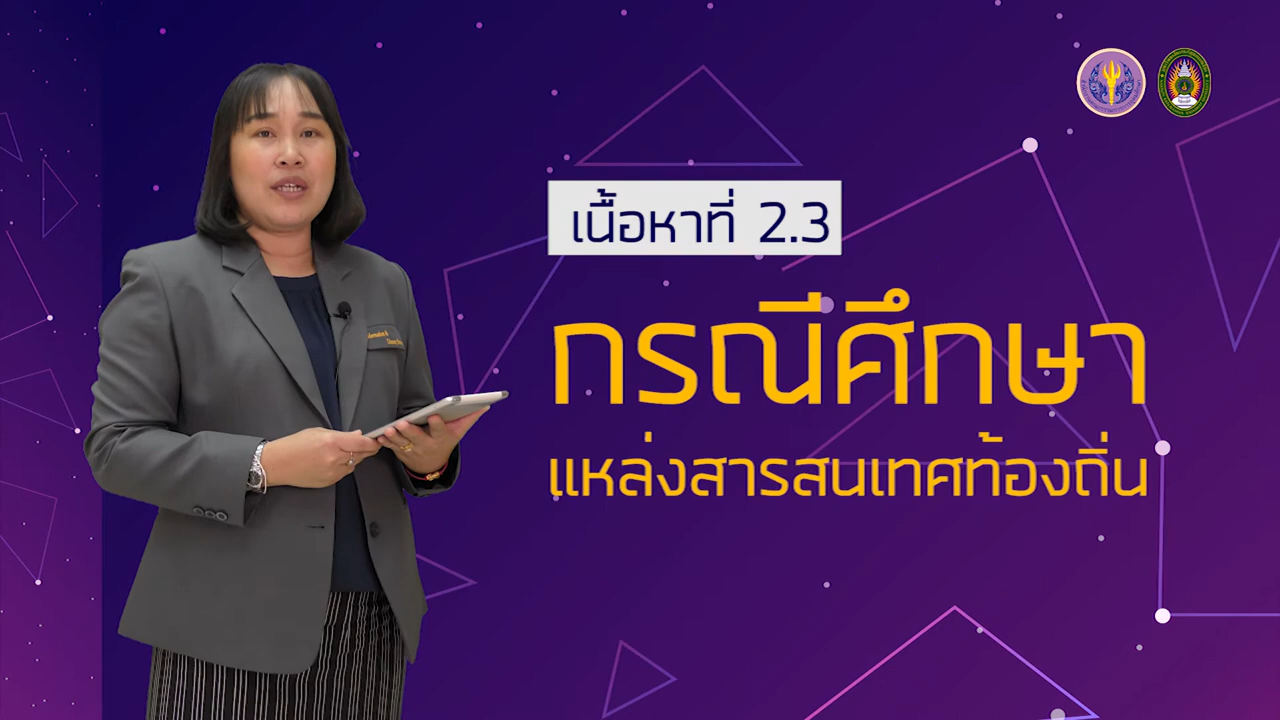 เนื้อหาที่ 2.3
กรณีศึกษา
แหล่งสารสนเทศท้องถิ่น